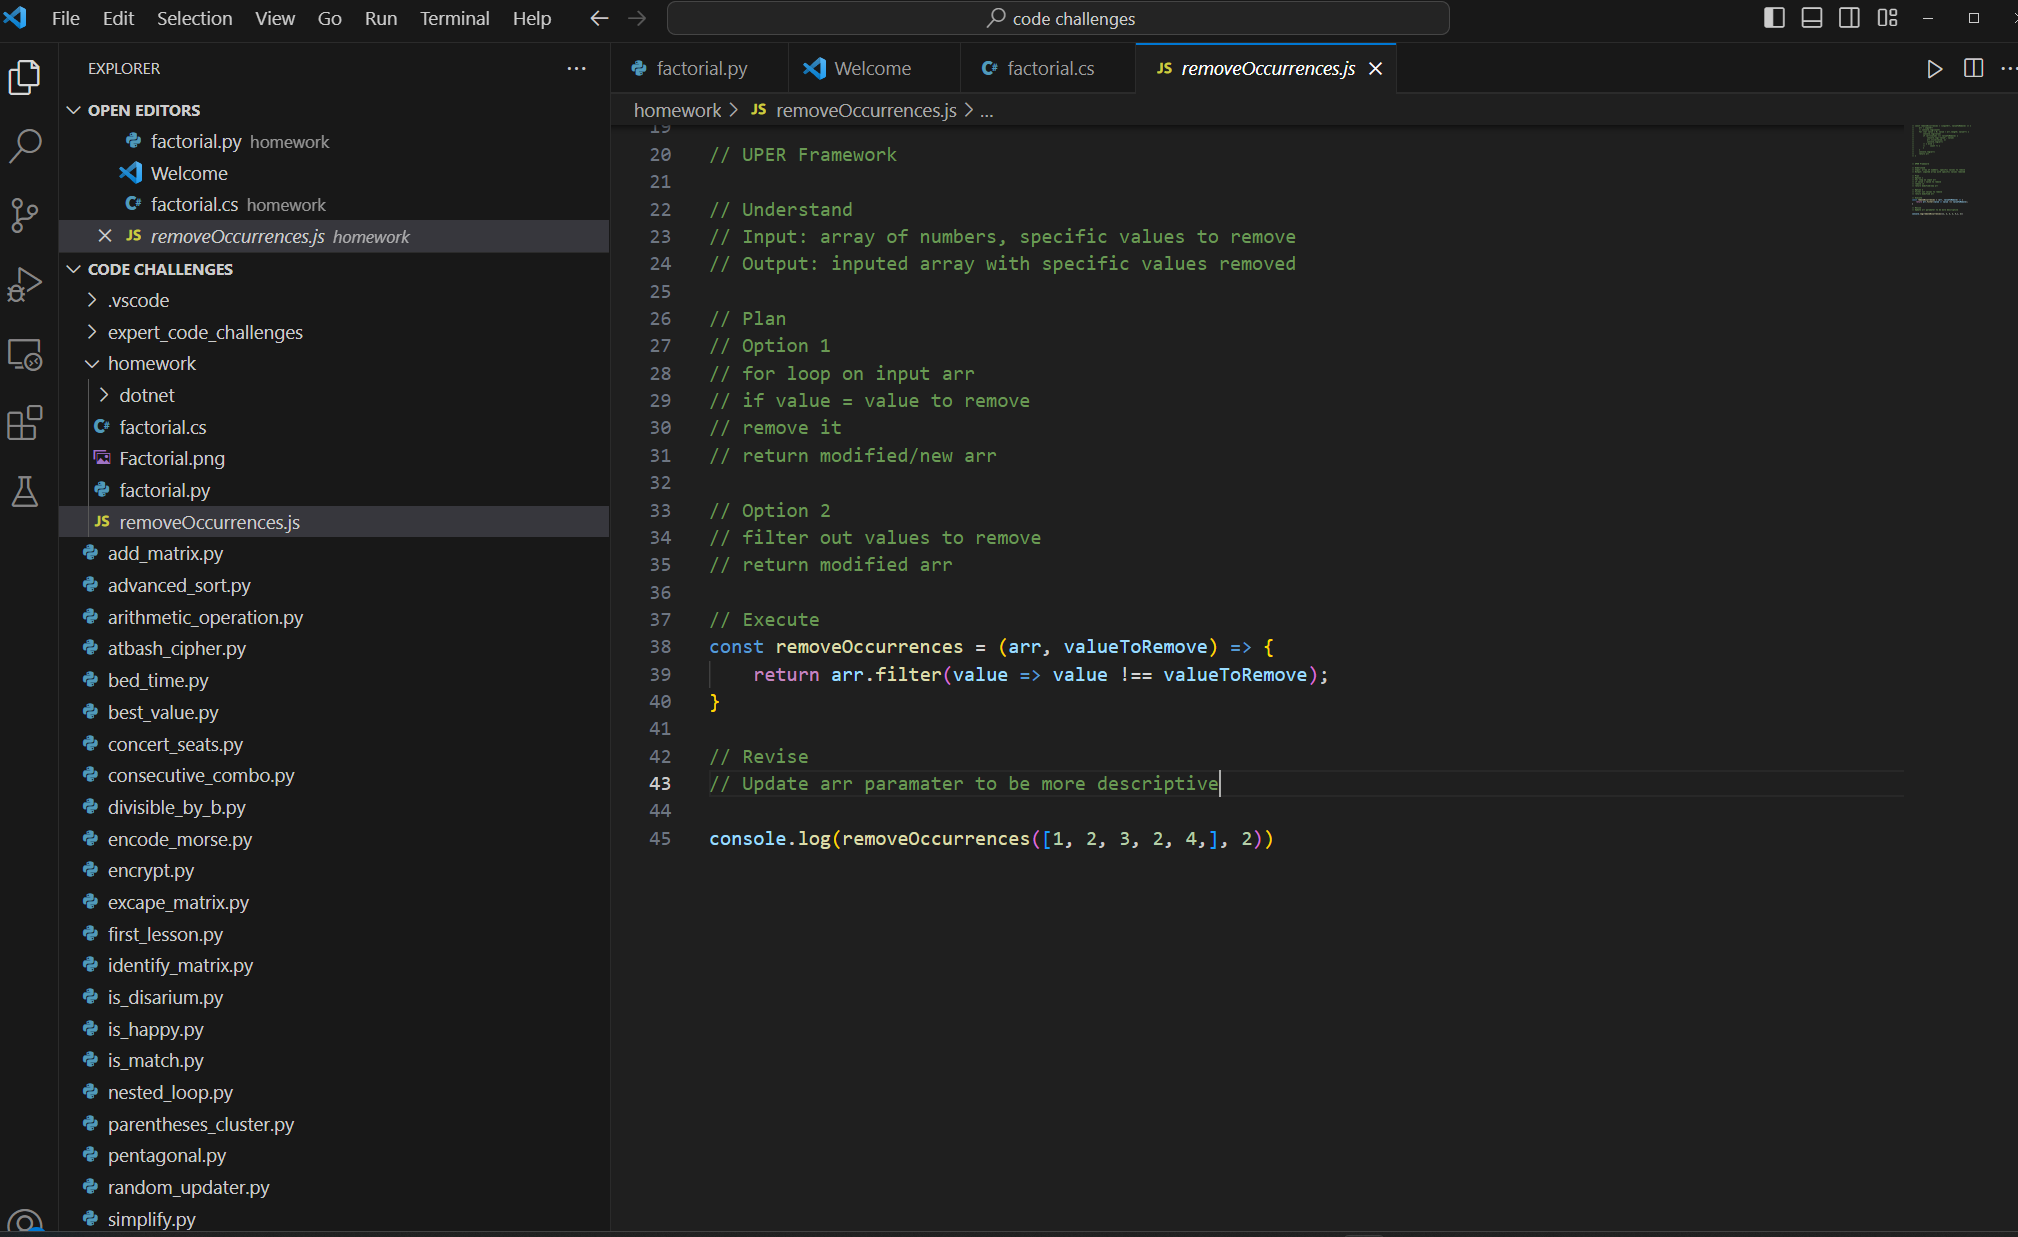 File Edit Selection View Go Run Terminal Help
code challenges
EXPLORER
OPEN EDITORS
factorial.py homework
Welcome
factorial.cs homework
JS removeOccurrences.js homework
CODE CHALLENGES
.vscode
expert_code_challenges
homework
dotnet
C# factorial.cs
Factorial.png
factorial.py
JS removeOccurrences.js
add_matrix.py
advanced_sort.py
arithmetic_operation.py
atbash_cipher.py
bed_time.py
best_value.py
concert_seats.py
consecutive_combo.py
divisible_by_b.py
encode_morse.py
encrypt.py
excape_matrix.py
first_lesson.py
identify_matrix.py
is_disarium.py
is_happy.py
is_match.py
nested_loop.py
parentheses_cluster.py
pentagonal.py
random_updater.py
simplify.py
factorial.py Welcome C# factorial.cs JS removeOccurrences.js
homework > JS removeOccurrences.js > ...
19
20 // UPER Framework
21
22 // Understand
23 // Input: array of numbers, specific values to remove
24 // Output: inputed array with specific values removed
25
26 // Plan
27 // Option 1
28 // for loop on input arr
29 // if value = value to remove
30 // remove it
31 // return modified/new arr
32
33 // Option 2
34 // filter out values to remove
35 // return modified arr
36
37 // Execute
38 const removeOccurrences = (arr, valueToRemove) => {
39 return arr.filter(value => value !== valueToRemove);
40 }
41
42 // Revise
43 // Update arr paramater to be more descriptive
44
45 console.log(removeOccurrences([1, 2, 3, 2, 4,], 2))